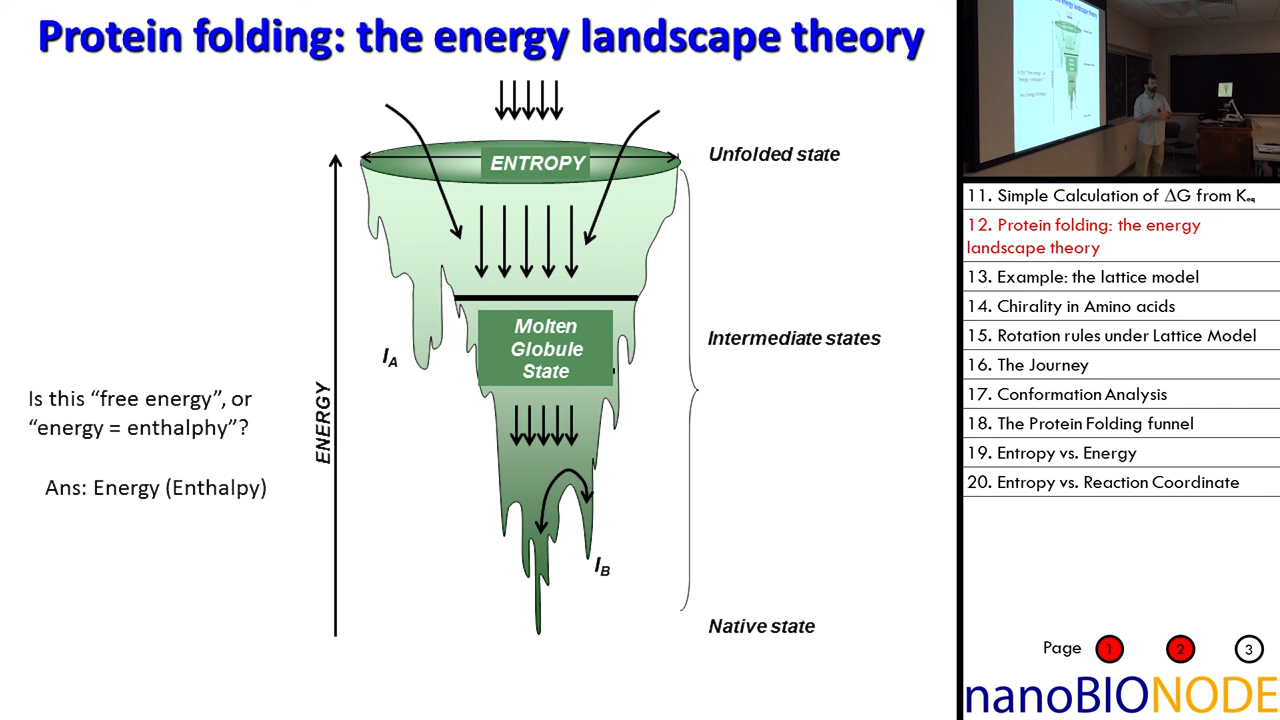 Protein folding: the energy landscape theory
ENTROPY
Unfolded state
Molten
Globule
State
Intermediate states
I_A
ENERGY
Is this “free energy”, or
“energy = enthalphy”?
Ans: Energy (Enthalpy)
I_B
Native state
11. Simple Calculation of ΔG from Keq
12. Protein folding: the energy
landscape theory
13. Example: the lattice model
14. Chirality in Amino acids
15. Rotation rules under Lattice Model
16. The Journey
17. Conformation Analysis
18. The Protein Folding funnel
19. Entropy vs. Energy
20. Entropy vs. Reaction Coordinate
Page 1 2 3
nanoBIONODE